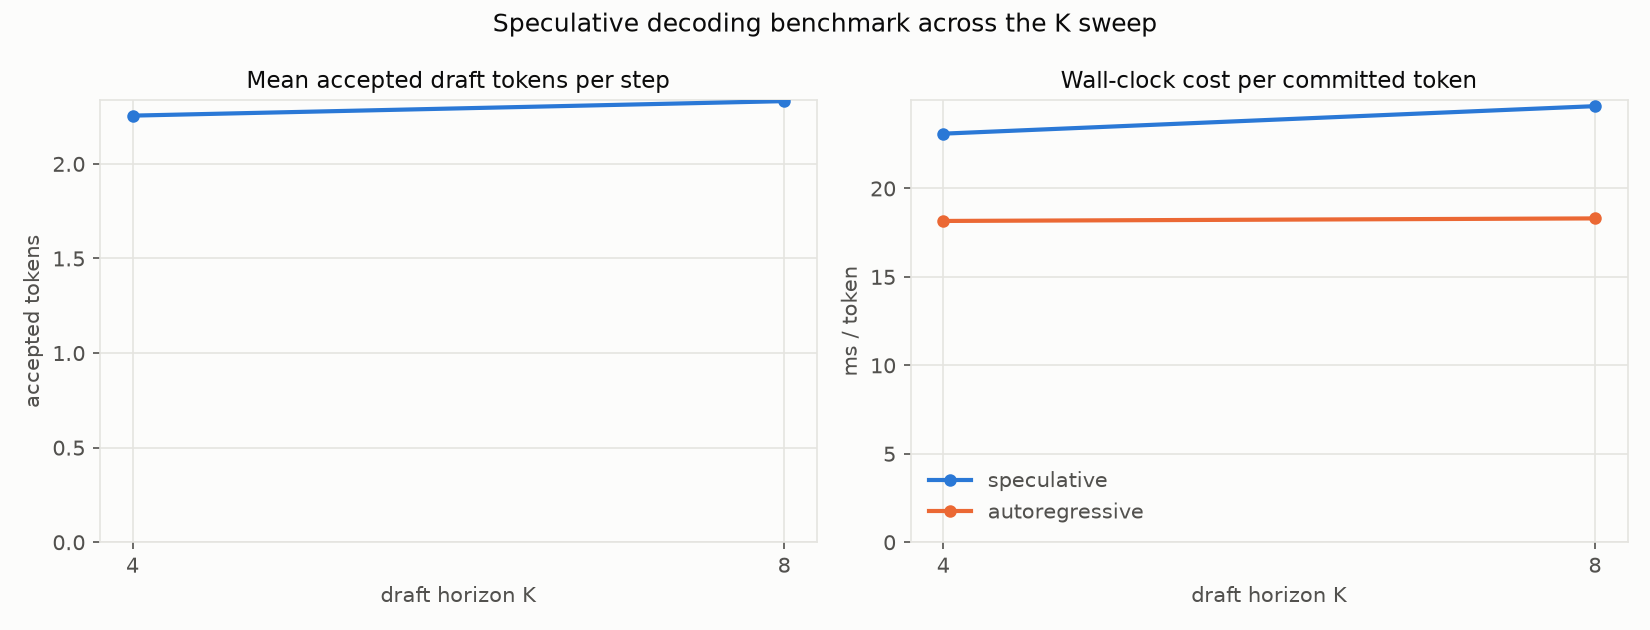 Speculative decoding benchmark across the K sweep
Mean accepted draft tokens per step
accepted tokens
2.0
1.5
1.0
0.5
0.0
4
8
draft horizon K
Wall-clock cost per committed token
ms / token
20
15
10
5
0
speculative
autoregressive
4
8
draft horizon K